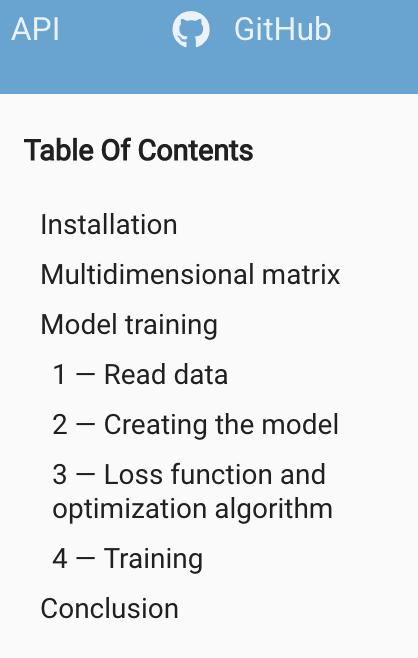 API GitHub
Table Of Contents
Installation
Multidimensional matrix
Model training
1 — Read data
2 — Creating the model
3 — Loss function and
optimization algorithm
4 — Training
Conclusion